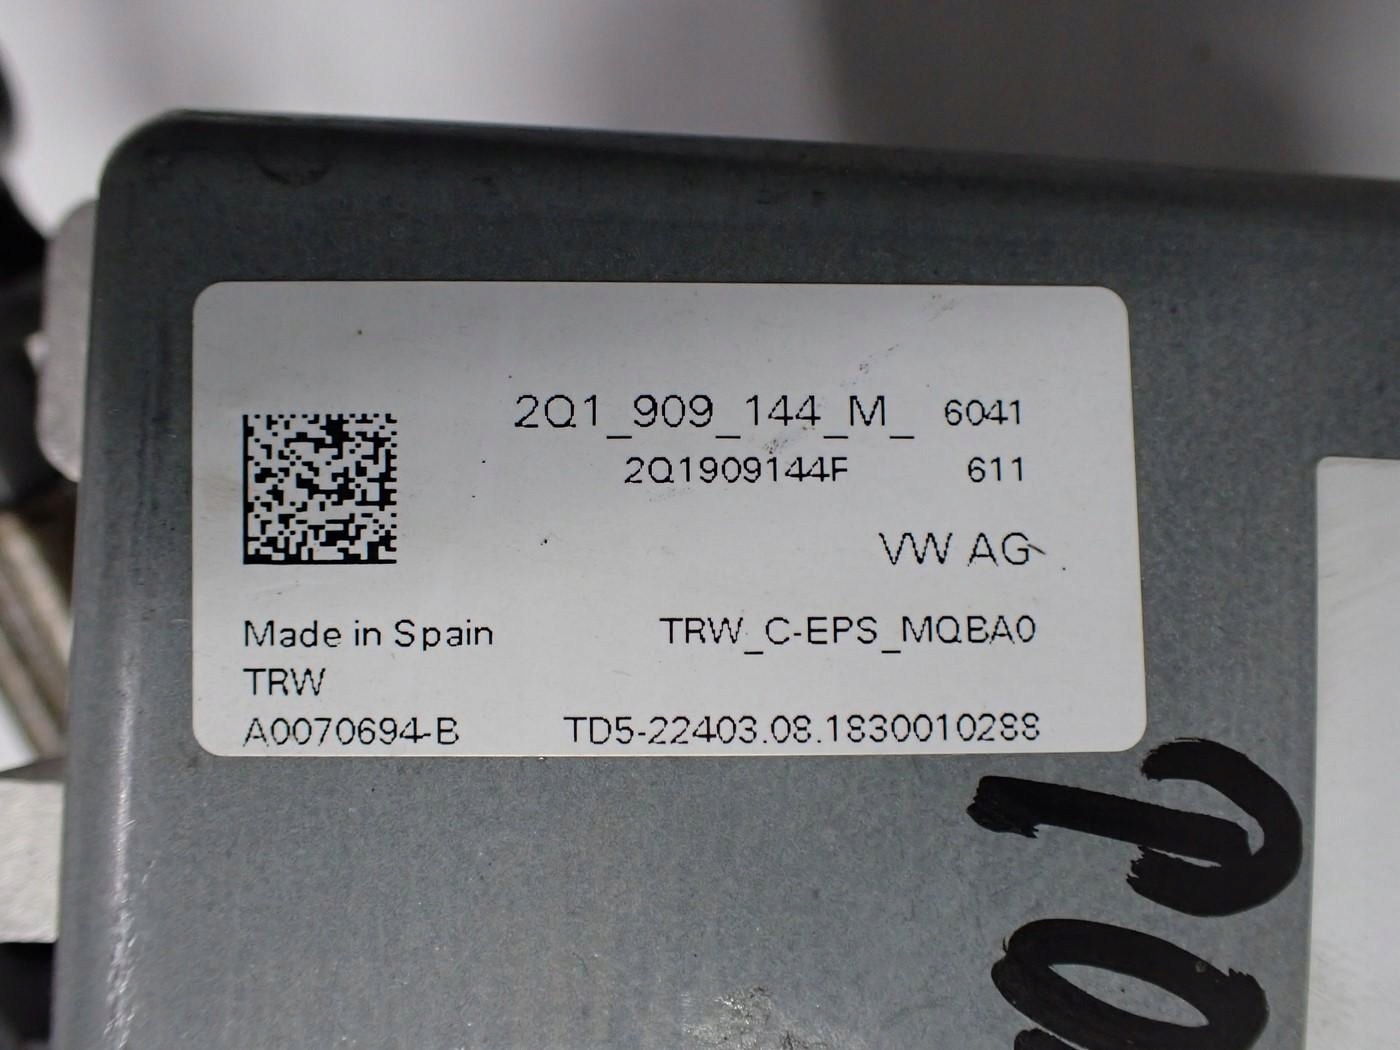 2Q1_909_144_M_ 6041
2Q1909144F 611
VW AG
Made in Spain TRW_C-EPS_MQBA0
TRW
A0070694-B TD5-22403.08.1830010288